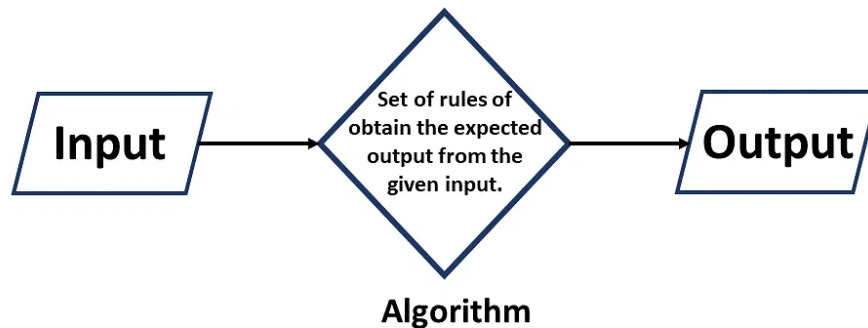 Input
Set of rules of
obtain the expected
output from the
given input.
Output
Algorithm